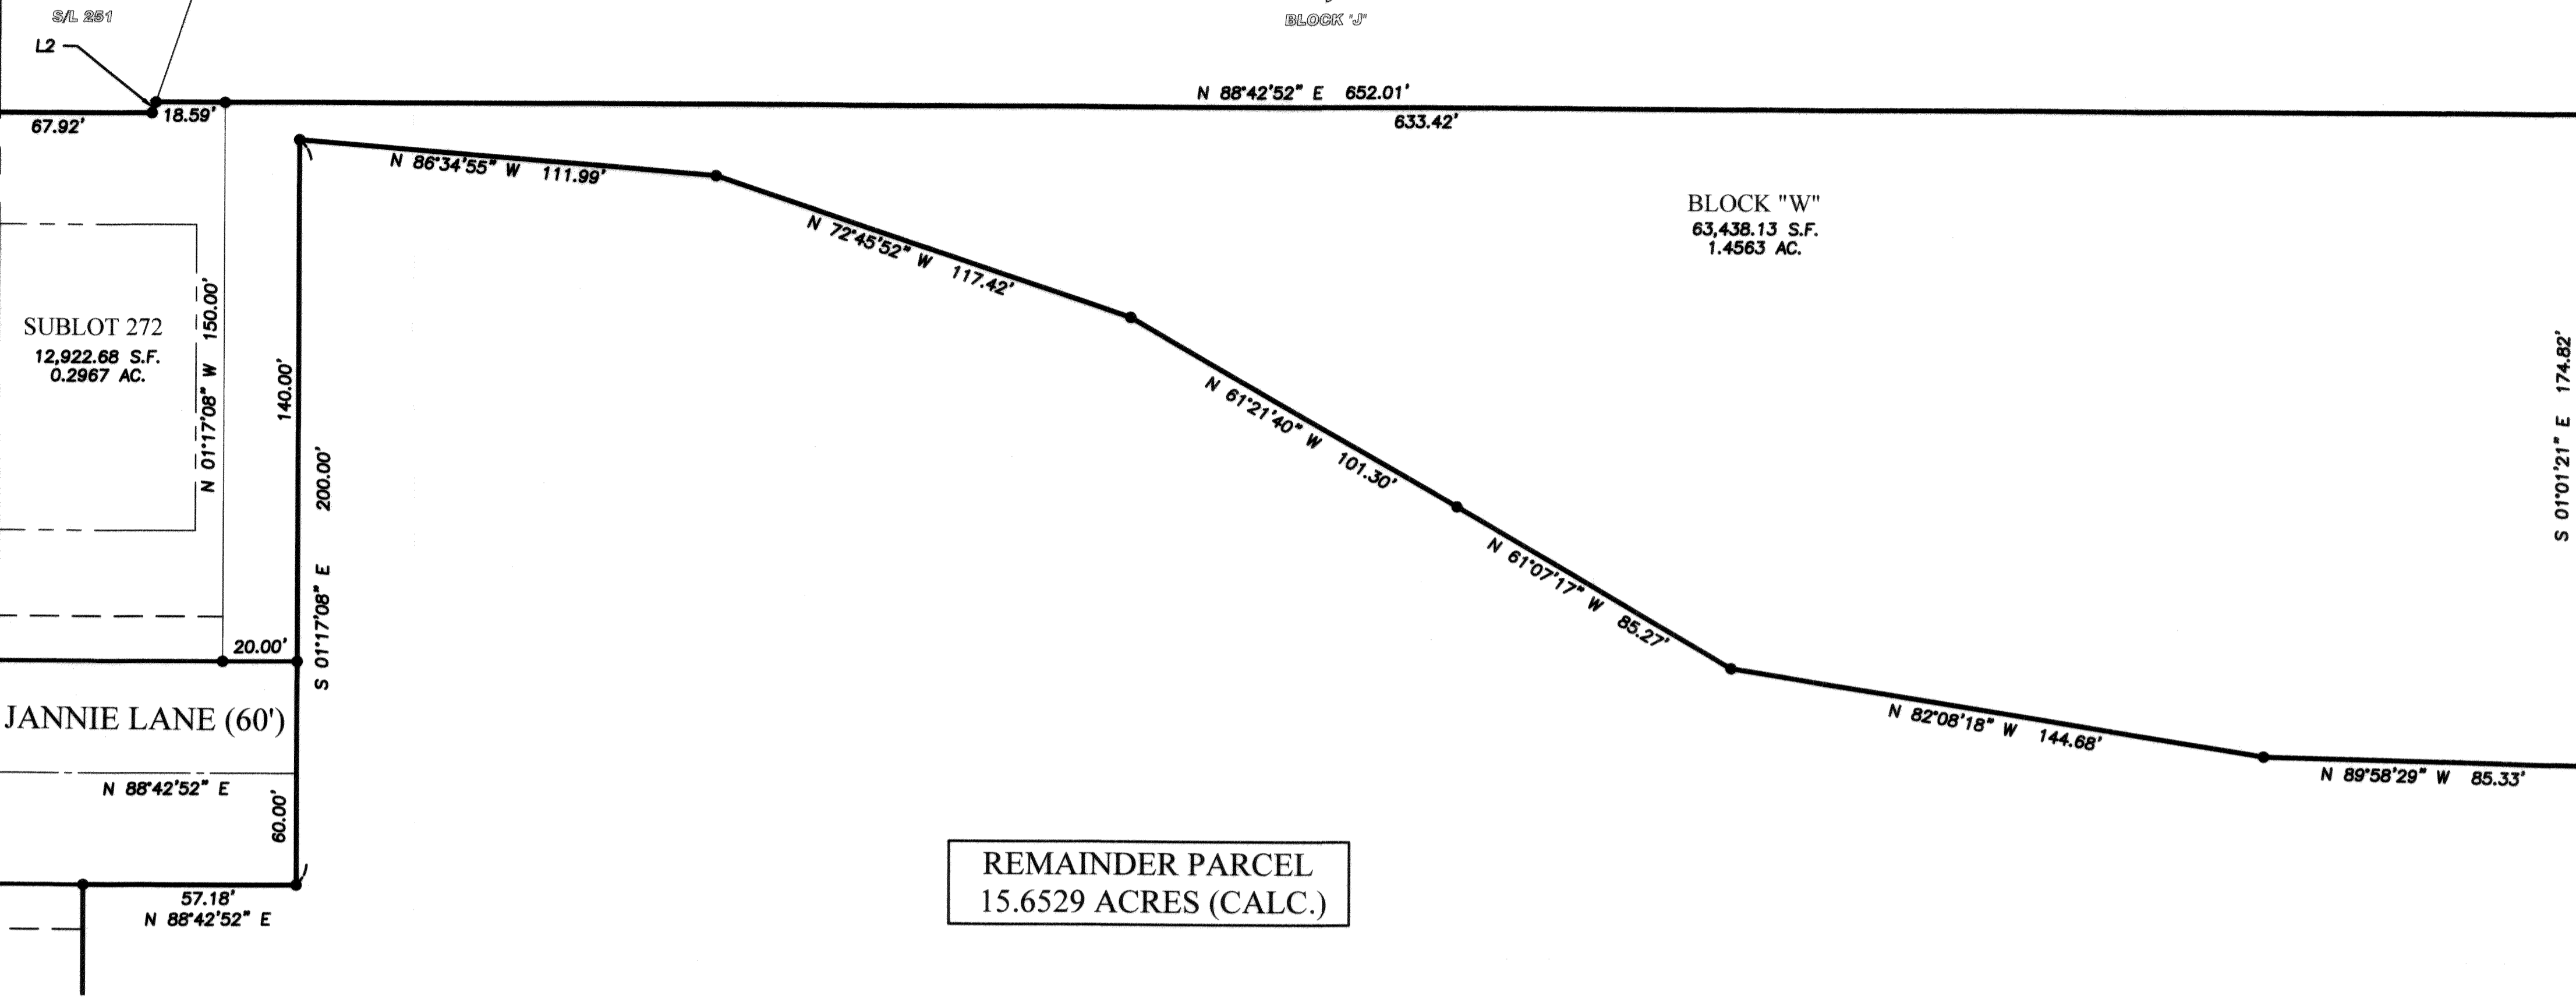 S/L 251
L2
BLOCK "J"
N 88°42'52" E 652.01'
633.42'
67.92'
18.59'
N 86°34'55" W 111.99'
N 72°45'52" W 117.42'
BLOCK "W"
63,438.13 S.F.
1.4563 AC.
SUBLOT 272
12,922.68 S.F.
0.2967 AC.
N 01°17'08" W 150.00'
140.00'
S 01°17'08" E 200.00'
N 61°21'40" W 101.30'
S 01°01'21" E 174.82'
N 61°07'17" W 85.27'
20.00'
JANNIE LANE (60')
N 82°08'18" W 144.68'
N 89°58'29" W 85.33'
N 88°42'52" E
60.00'
REMAINDER PARCEL
15.6529 ACRES (CALC.)
57.18'
N 88°42'52" E